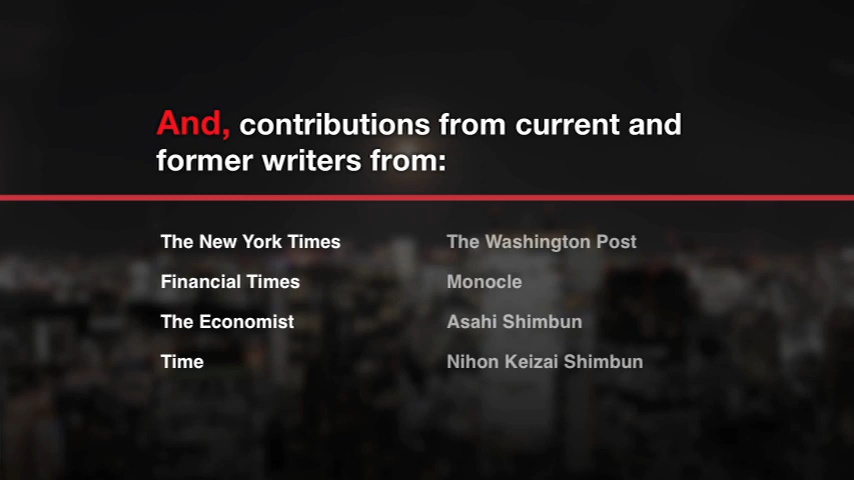 And, contributions from current and
former writers from:
The New York Times
Financial Times
The Economist
Time
The Washington Post
Monocle
Asahi Shimbun
Nihon Keizai Shimbun